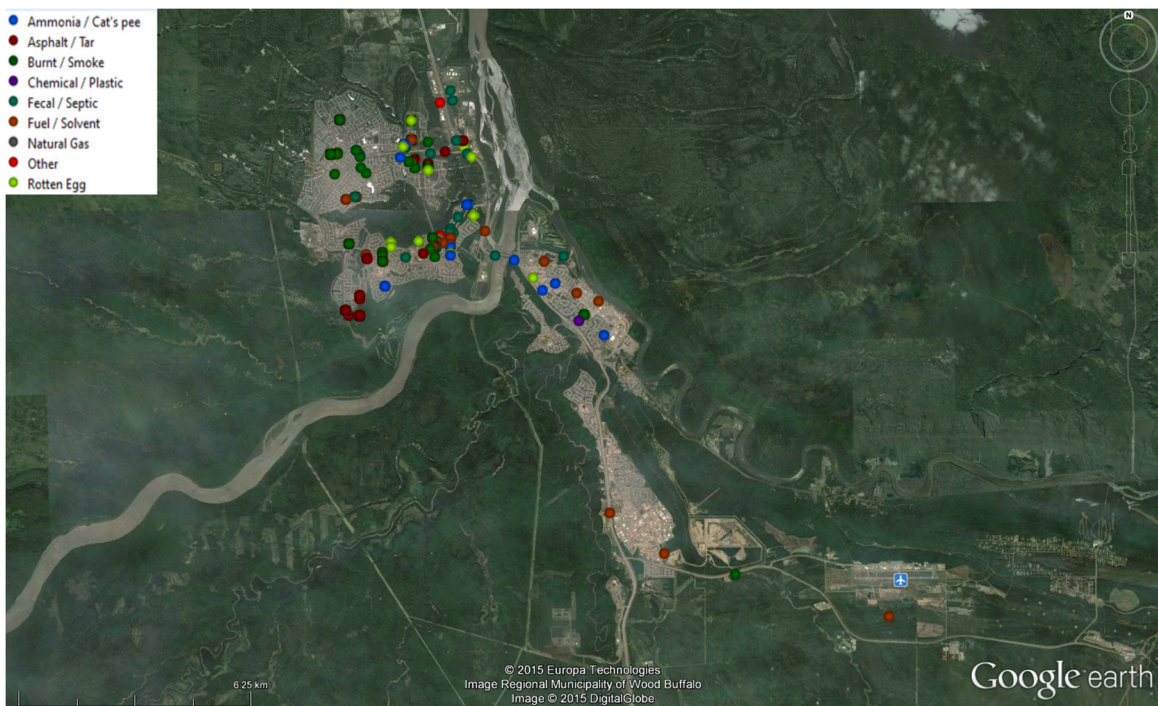 Ammonia / Cat's pee
Asphalt / Tar
Burnt / Smoke
Chemical / Plastic
Fecal / Septic
Fuel / Solvent
Natural Gas
Other
Rotten Egg
N
6.25 km
© 2015 Europa Technologies
Image Regional Municipality of Wood Buffalo
Image © 2015 DigitalGlobe
Google earth